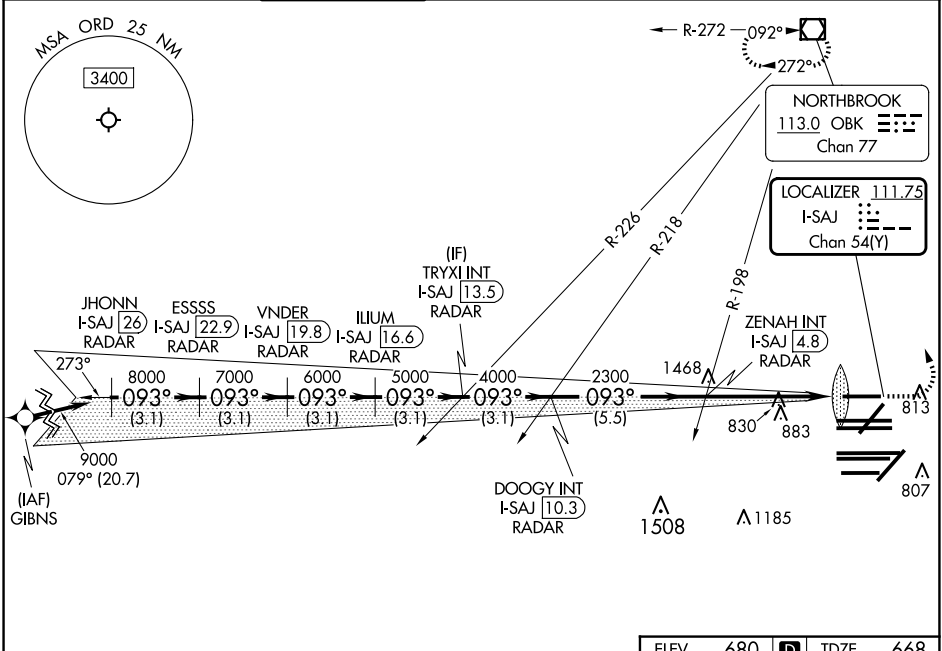 MSA ORD 25 NM
3400
R-272
092°
272°
NORTHBROOK
113.0 OBK
Chan 77
LOCALIZER 111.75
I-SAJ
Chan 54(Y)
R-226
R-218
R-198
(IF)
TRYXI INT
I-SAJ 13.5
RADAR
JHONN
I-SAJ 26
RADAR
ESSSS
I-SAJ 22.9
RADAR
VNDER
I-SAJ 19.8
RADAR
ILIUM
I-SAJ 16.6
RADAR
ZENAH INT
I-SAJ 4.8
RADAR
273°
8000
093°
(3.1)
7000
093°
(3.1)
6000
093°
(3.1)
5000
093°
(3.1)
4000
093°
(3.1)
2300
093°
(5.5)
1468
830
883
813
807
9000
079° (20.7)
(IAF)
GIBNS
DOOGY INT
I-SAJ 10.3
RADAR
1508
1185
ELEV 680 D TDZE 668